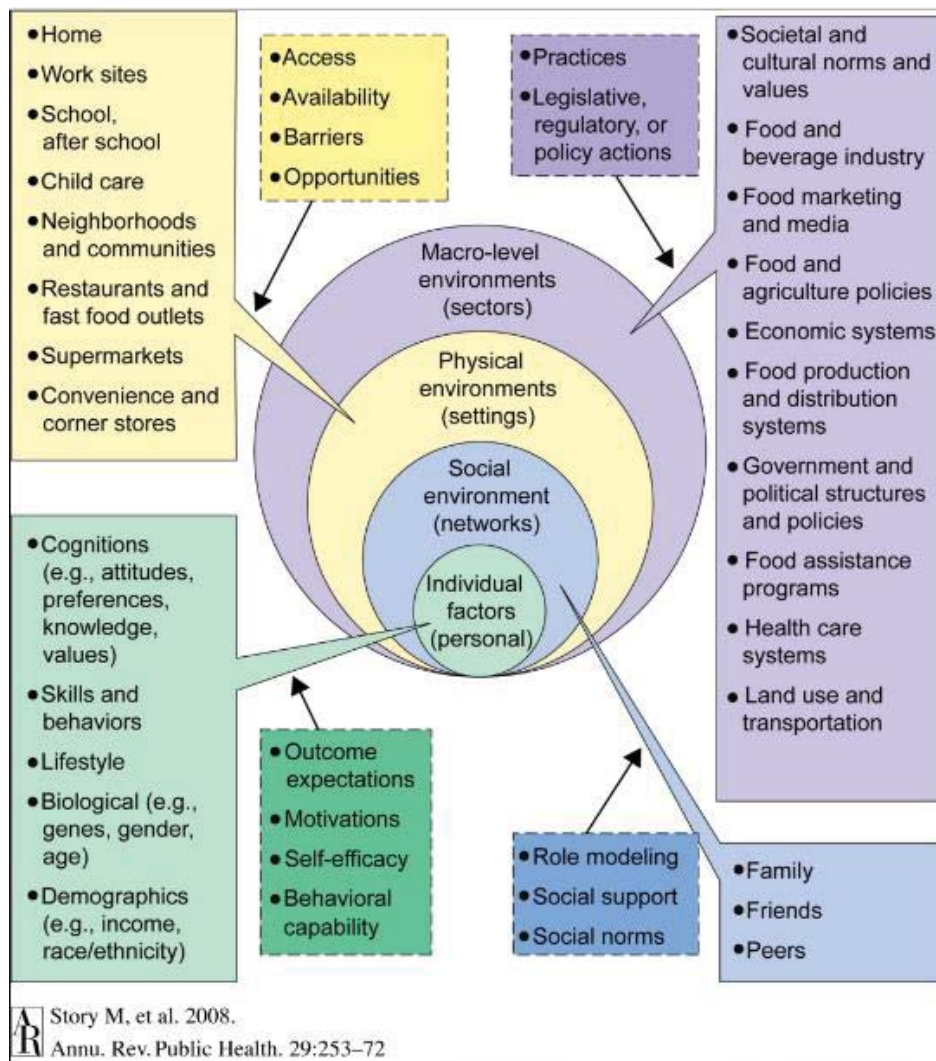 • Home
• Work sites
• School,
after school
• Child care
• Neighborhoods
and communities
• Restaurants and
fast food outlets
• Supermarkets
• Convenience and
corner stores
• Access
• Availability
• Barriers
• Opportunities
• Practices
• Legislative,
regulatory, or
policy actions
• Societal and
cultural norms and
values
• Food and
beverage industry
• Food marketing
and media
• Food and
agriculture policies
• Economic systems
• Food production
and distribution
systems
• Government and
political structures
and policies
• Food assistance
programs
• Health care
systems
• Land use and
transportation
Macro-level
environments
(sectors)
Physical
environments
(settings)
Social
environment
(networks)
Individual
factors
(personal)
• Cognitions
(e.g., attitudes,
preferences,
knowledge,
values)
• Skills and
behaviors
• Lifestyle
• Biological (e.g.,
genes, gender,
age)
• Demographics
(e.g., income,
race/ethnicity)
• Outcome
expectations
• Motivations
• Self-efficacy
• Behavioral
capability
• Role modeling
• Social support
• Social norms
• Family
• Friends
• Peers
AR Story M, et al. 2008.
Annu. Rev. Public Health. 29:253–72